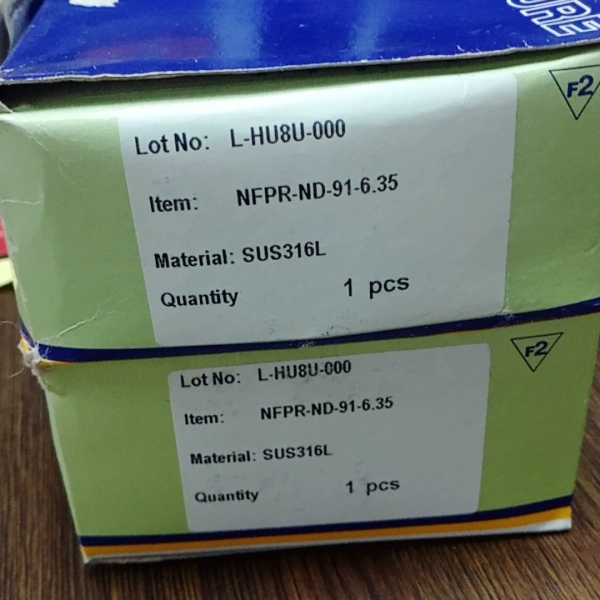 URE
F2
Lot No: L-HU8U-000
Item: NFPR-ND-91-6.35
Material: SUS316L
Quantity 1 pcs
F2
Lot No: L-HU8U-000
Item: NFPR-ND-91-6.35
Material: SUS316L
Quantity 1 pcs